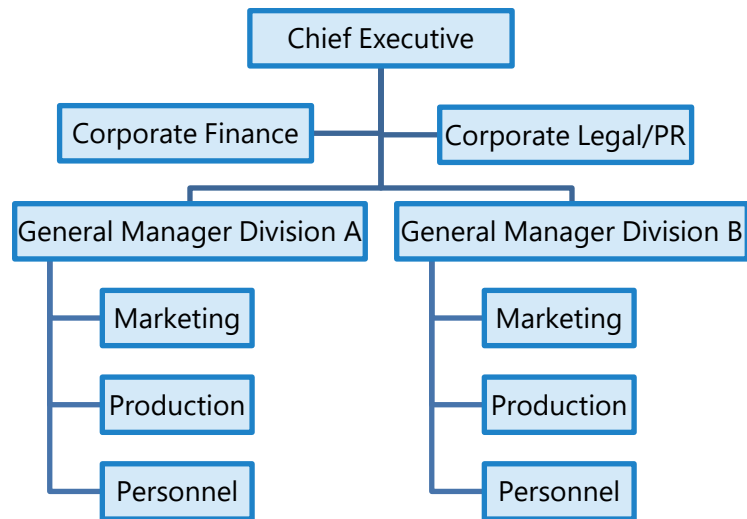 Chief Executive
Corporate Finance
Corporate Legal/PR
General Manager Division A
General Manager Division B
Marketing
Marketing
Production
Production
Personnel
Personnel